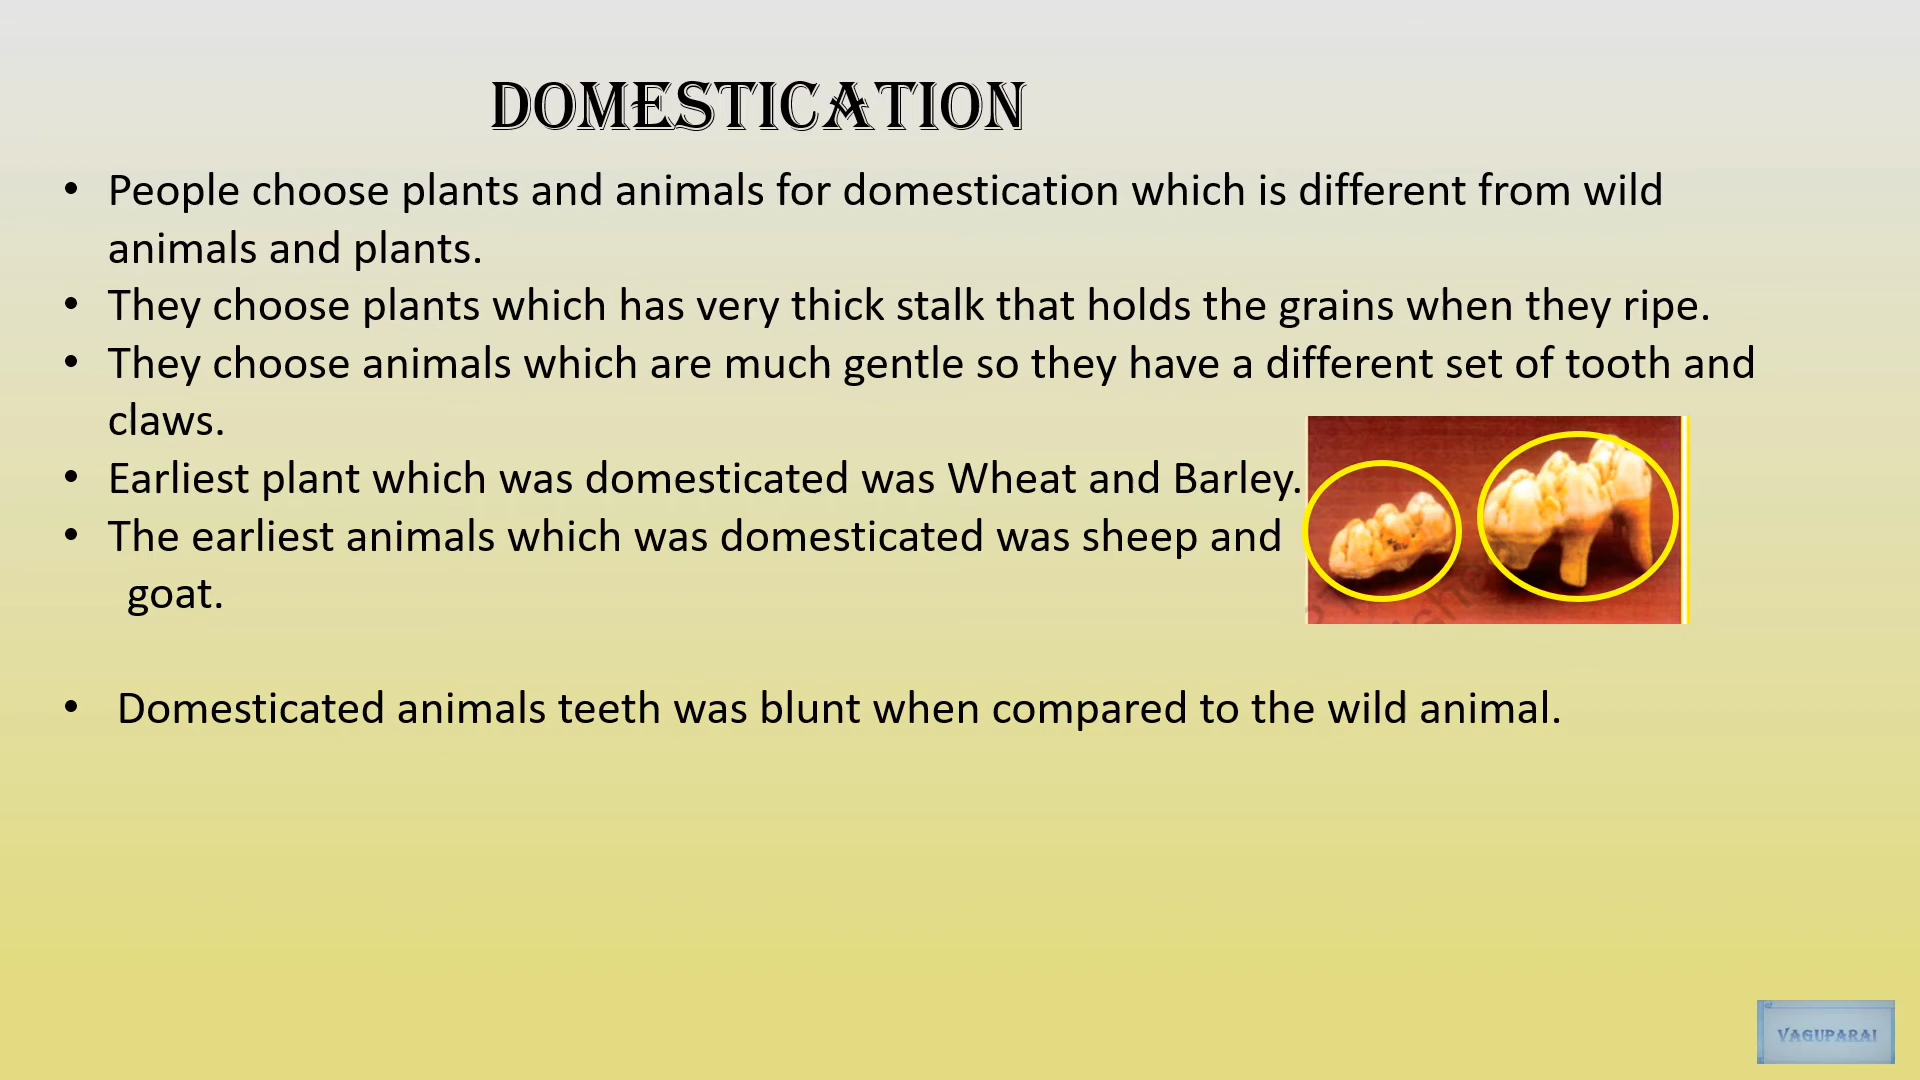 DOMESTICATION
• People choose plants and animals for domestication which is different from wild
animals and plants.
• They choose plants which has very thick stalk that holds the grains when they ripe.
• They choose animals which are much gentle so they have a different set of tooth and
claws.
• Earliest plant which was domesticated was Wheat and Barley.
• The earliest animals which was domesticated was sheep and
goat.
• Domesticated animals teeth was blunt when compared to the wild animal.
VAGUPARAI